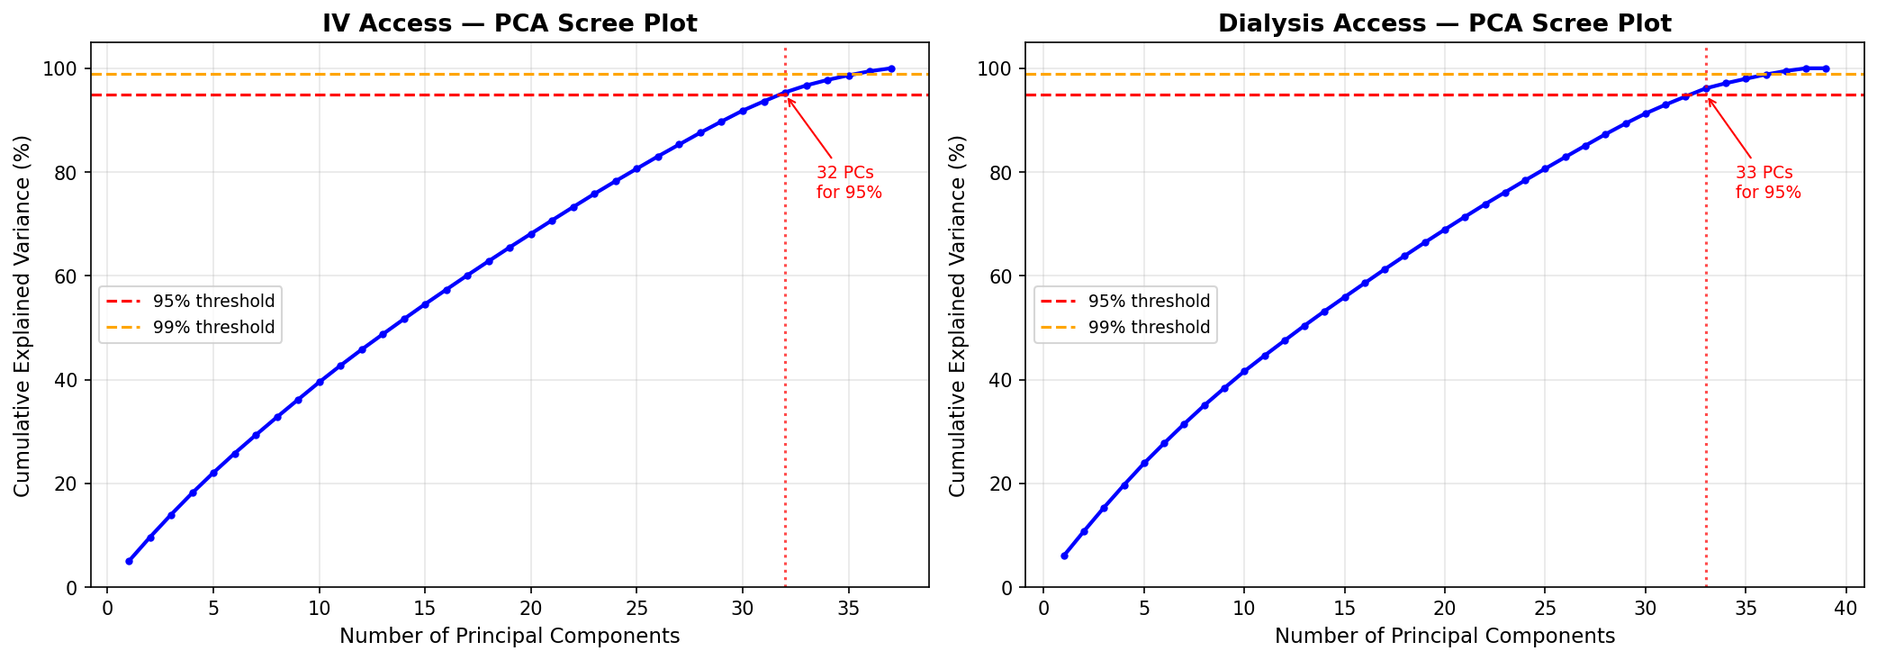 IV Access — PCA Scree Plot
Cumulative Explained Variance (%)
100
80
60
40
20
0
95% threshold
99% threshold
32 PCs
for 95%
0 5 10 15 20 25 30 35
Number of Principal Components
Dialysis Access — PCA Scree Plot
Cumulative Explained Variance (%)
100
80
60
40
20
0
95% threshold
99% threshold
33 PCs
for 95%
0 5 10 15 20 25 30 35 40
Number of Principal Components